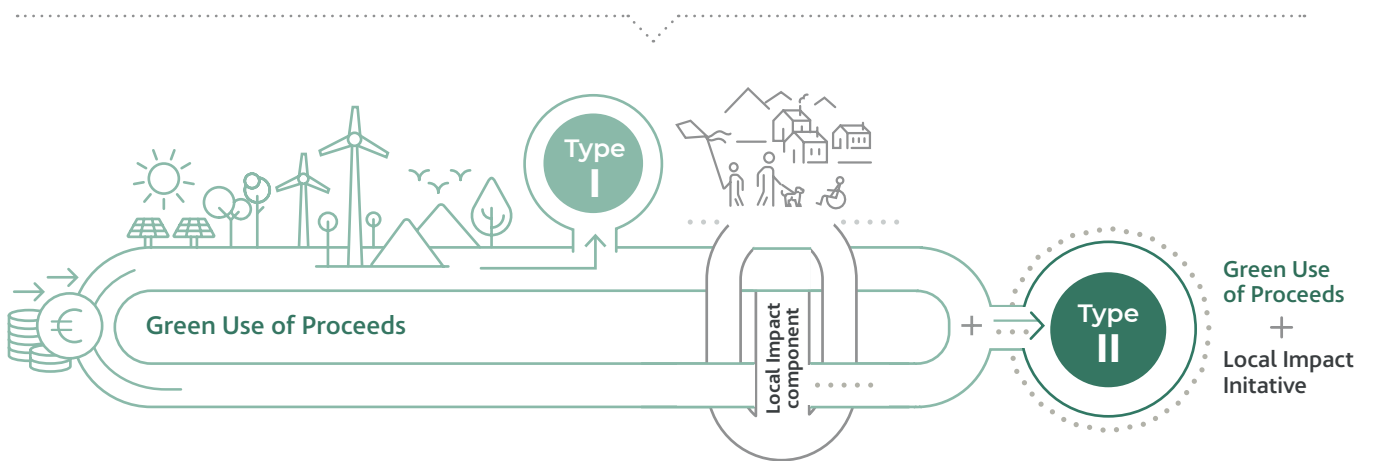 Type
I
€
Green Use of Proceeds
Local Impact
component
+
Type
II
Green Use
of Proceeds
+
Local Impact
Initative